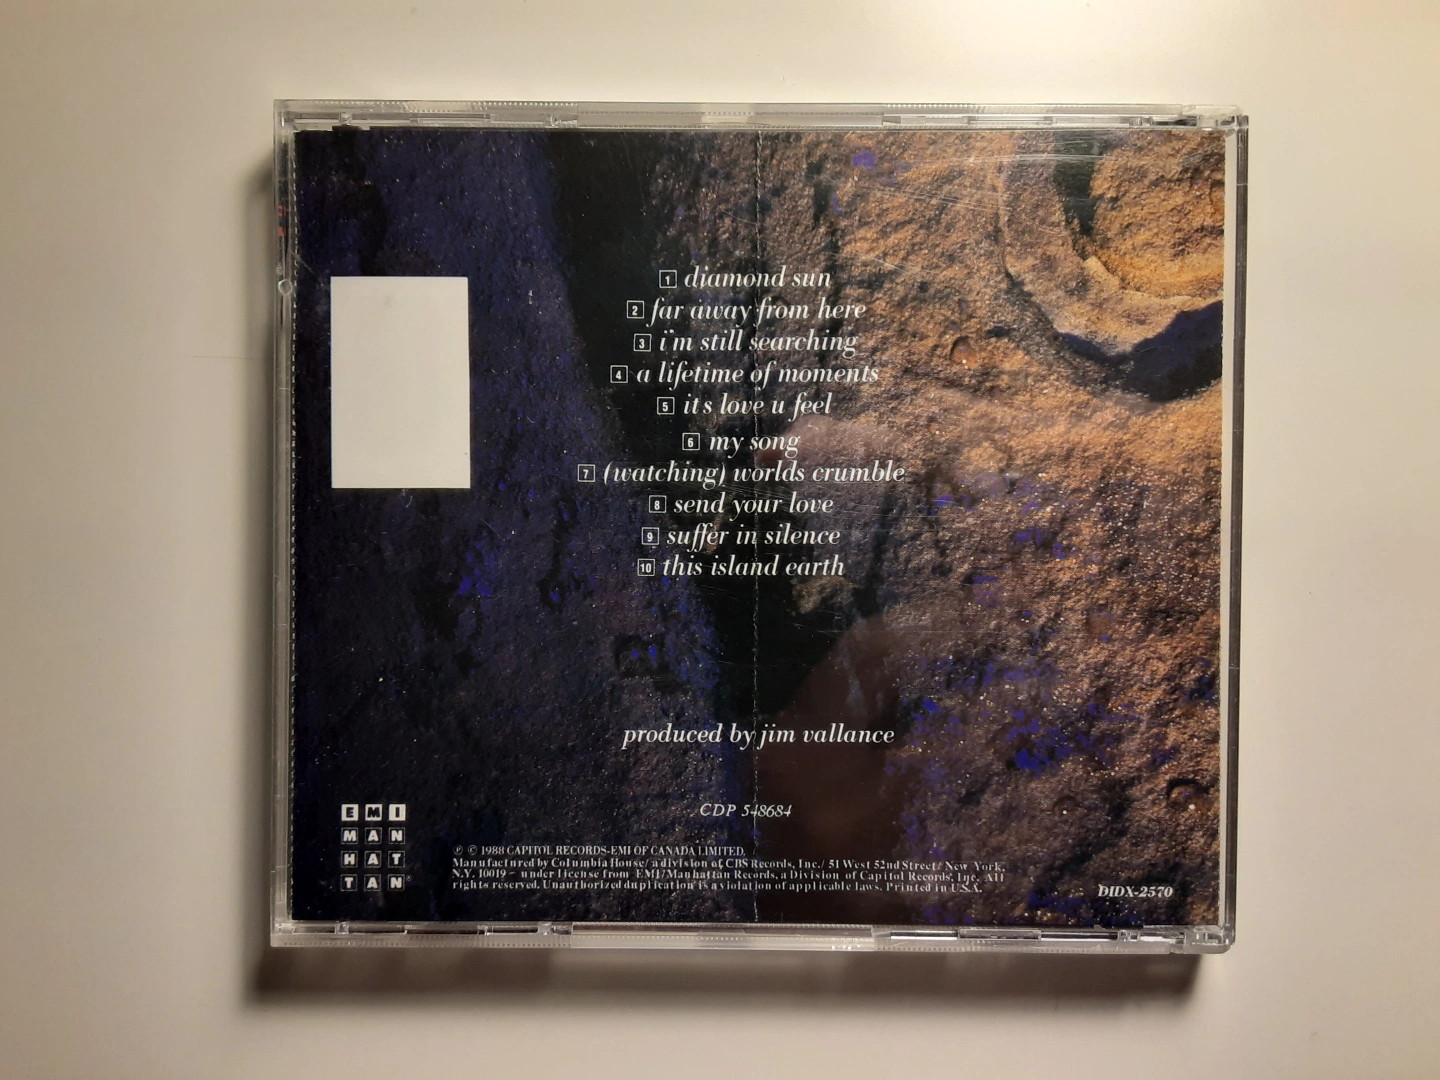 1 diamond sun
2 far away from here
3 i'm still searching
4 a lifetime of moments
5 it's love u feel
6 my song
7 (watching) worlds crumble
8 send your love
9 suffer in silence
10 this island earth
produced by jim vallance
CDP 548684
EMI
MAN
HAT
TAN®
℗ © 1988 CAPITOL RECORDS-EMI OF CANADA LIMITED.
Manufactured by Columbia House/a division of CBS Records, Inc./ 51 West 52nd Street/ New York,
N.Y. 10019 – under license from EMI/Manhattan Records, a Division of Capitol Records, Inc. All
rights reserved. Unauthorized duplication is a violation of applicable laws. Printed in U.S.A.
DIDX-2570